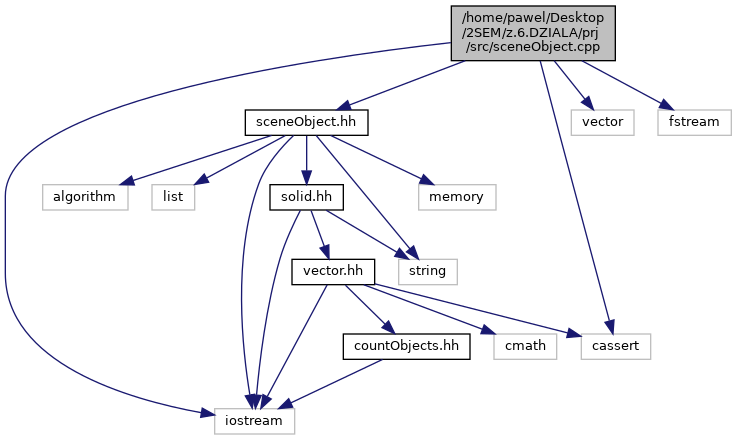 /home/pawel/Desktop
/2SEM/z.6.DZIALA/prj
/src/sceneObject.cpp
sceneObject.hh
vector
fstream
algorithm
list
solid.hh
memory
vector.hh
string
countObjects.hh
cmath
cassert
iostream